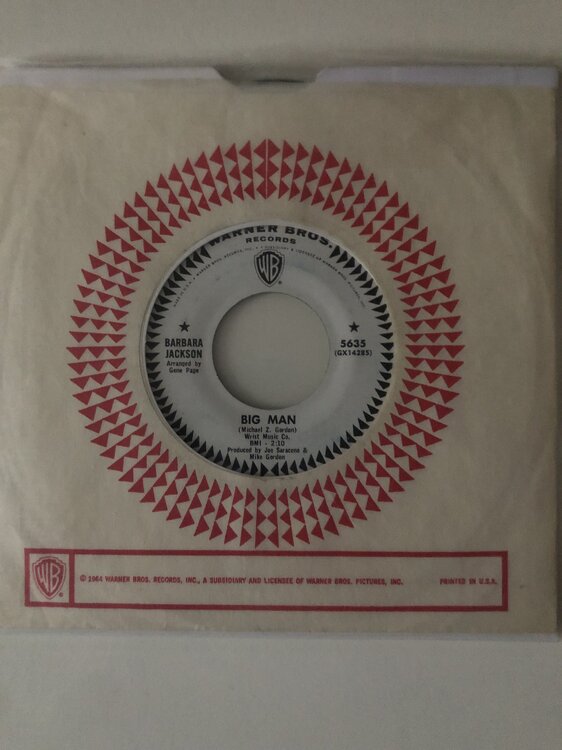 WARNER BROS.
RECORDS
WB
BARBARA
JACKSON
Arranged by
Gene Page
5635
(GX14285)
BIG MAN
(Michael Z. Gordon)
Wrist Music Co.
BMI - 2:10
Produced by Joe Saraceno &
Mike Gordon
WB
© 1964 WARNER BROS. RECORDS, INC., A SUBSIDIARY AND LICENSEE OF WARNER BROS. PICTURES, INC.
PRINTED IN U.S.A.